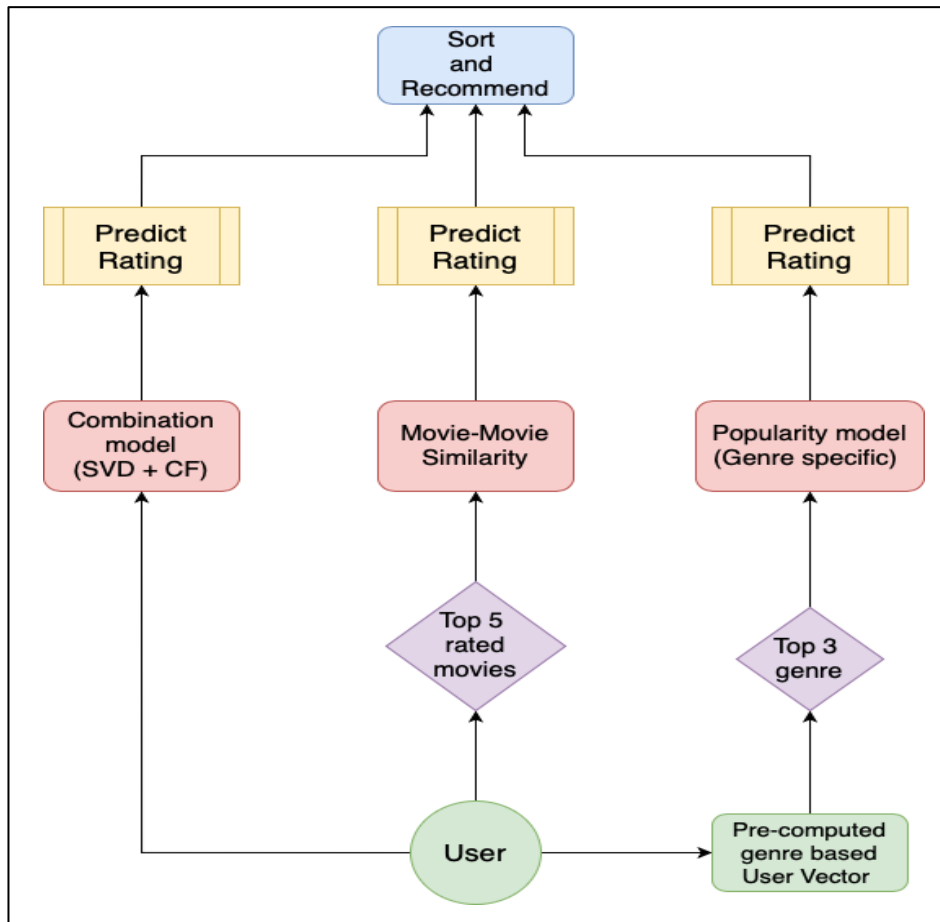 Sort
and
Recommend
Predict
Rating
Predict
Rating
Predict
Rating
Combination
model
(SVD + CF)
Movie-Movie
Similarity
Popularity model
(Genre specific)
Top 5
rated
movies
Top 3
genre
User
Pre-computed
genre based
User Vector